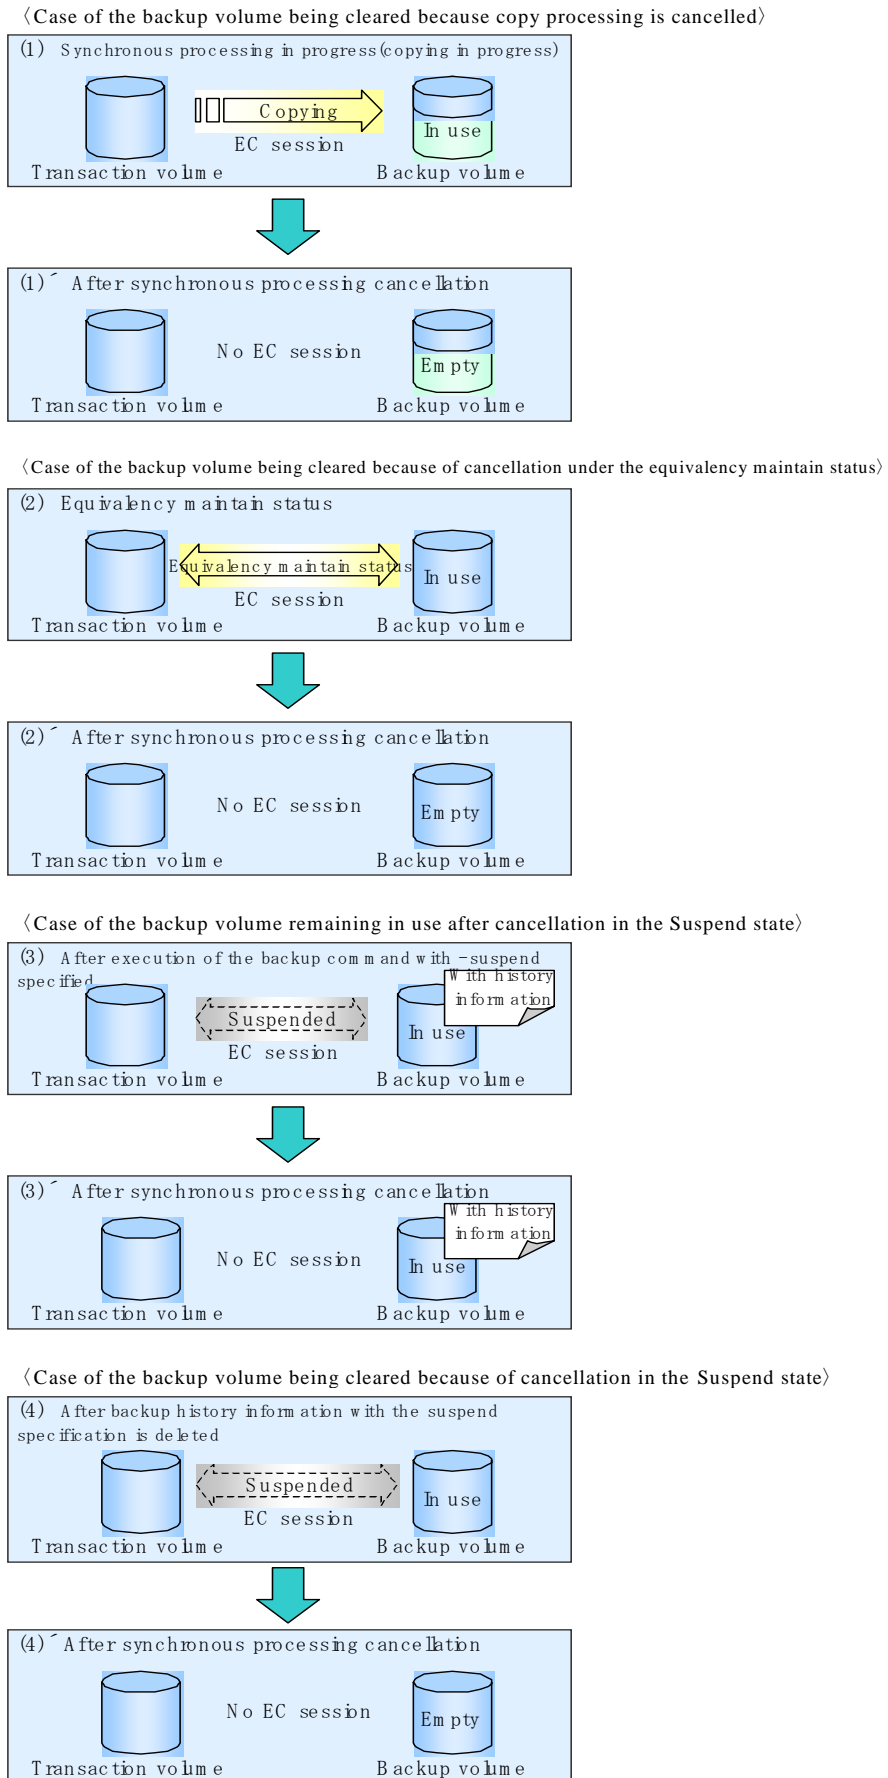 〈Case of the backup volume being cleared because copy processing is cancelled〉
(1) Synchronous processing in progress(copying in progress)
Copying
In use
EC session
Transaction volume
Backup volume
(1)´ After synchronous processing cancellation
No EC session
Empty
Transaction volume
Backup volume
〈Case of the backup volume being cleared because of cancellation under the equivalency maintain status〉
(2) Equivalency maintain status
Equivalency maintain status
In use
EC session
Transaction volume
Backup volume
(2)´ After synchronous processing cancellation
No EC session
Empty
Transaction volume
Backup volume
〈Case of the backup volume remaining in use after cancellation in the Suspend state〉
(3) After execution of the backup command with -suspend
specified
With history
information
Suspended
In use
EC session
Transaction volume
Backup volume
(3)´ After synchronous processing cancellation
With history
information
No EC session
In use
Transaction volume
Backup volume
〈Case of the backup volume being cleared because of cancellation in the Suspend state〉
(4) After backup history information with the suspend
specification is deleted
Suspended
In use
EC session
Transaction volume
Backup volume
(4)´ After synchronous processing cancellation
No EC session
Empty
Transaction volume
Backup volume